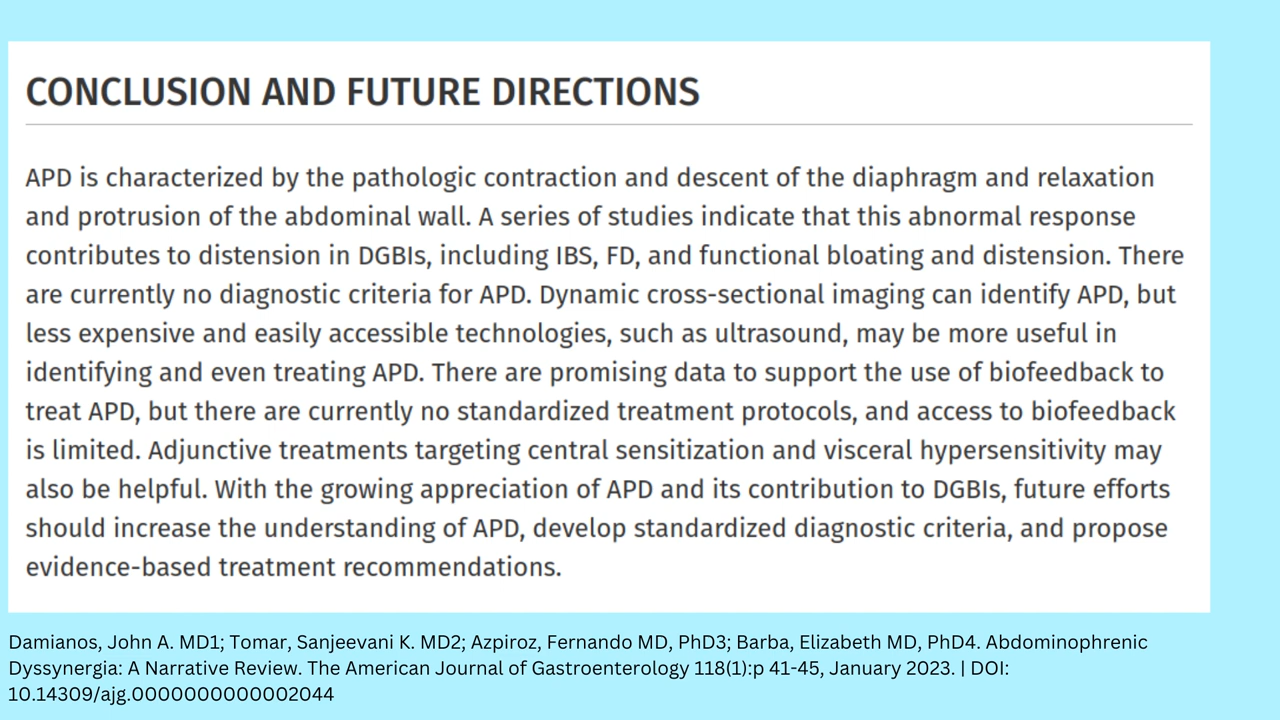 CONCLUSION AND FUTURE DIRECTIONS
APD is characterized by the pathologic contraction and descent of the diaphragm and relaxation
and protrusion of the abdominal wall. A series of studies indicate that this abnormal response
contributes to distension in DGBIs, including IBS, FD, and functional bloating and distension. There
are currently no diagnostic criteria for APD. Dynamic cross-sectional imaging can identify APD, but
less expensive and easily accessible technologies, such as ultrasound, may be more useful in
identifying and even treating APD. There are promising data to support the use of biofeedback to
treat APD, but there are currently no standardized treatment protocols, and access to biofeedback
is limited. Adjunctive treatments targeting central sensitization and visceral hypersensitivity may
also be helpful. With the growing appreciation of APD and its contribution to DGBIs, future efforts
should increase the understanding of APD, develop standardized diagnostic criteria, and propose
evidence-based treatment recommendations.
Damianos, John A. MD1; Tomar, Sanjeevani K. MD2; Azpiroz, Fernando MD, PhD3; Barba, Elizabeth MD, PhD4. Abdominophrenic
Dyssynergia: A Narrative Review. The American Journal of Gastroenterology 118(1):p 41-45, January 2023. | DOI:
10.14309/ajg.0000000000002044